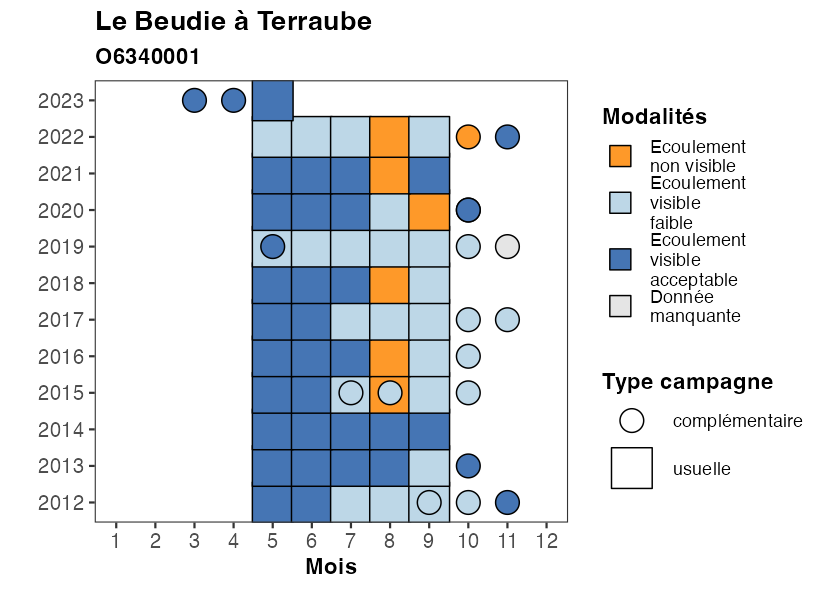 Le Beudie à Terraube
O6340001
2023
2022
2021
2020
2019
2018
2017
2016
2015
2014
2013
2012
1 2 3 4 5 6 7 8 9 10 11 12
Mois
Modalités
Ecoulement
non visible
Ecoulement
visible
faible
Ecoulement
visible
acceptable
Donnée
manquante
Type campagne
complémentaire
usuelle